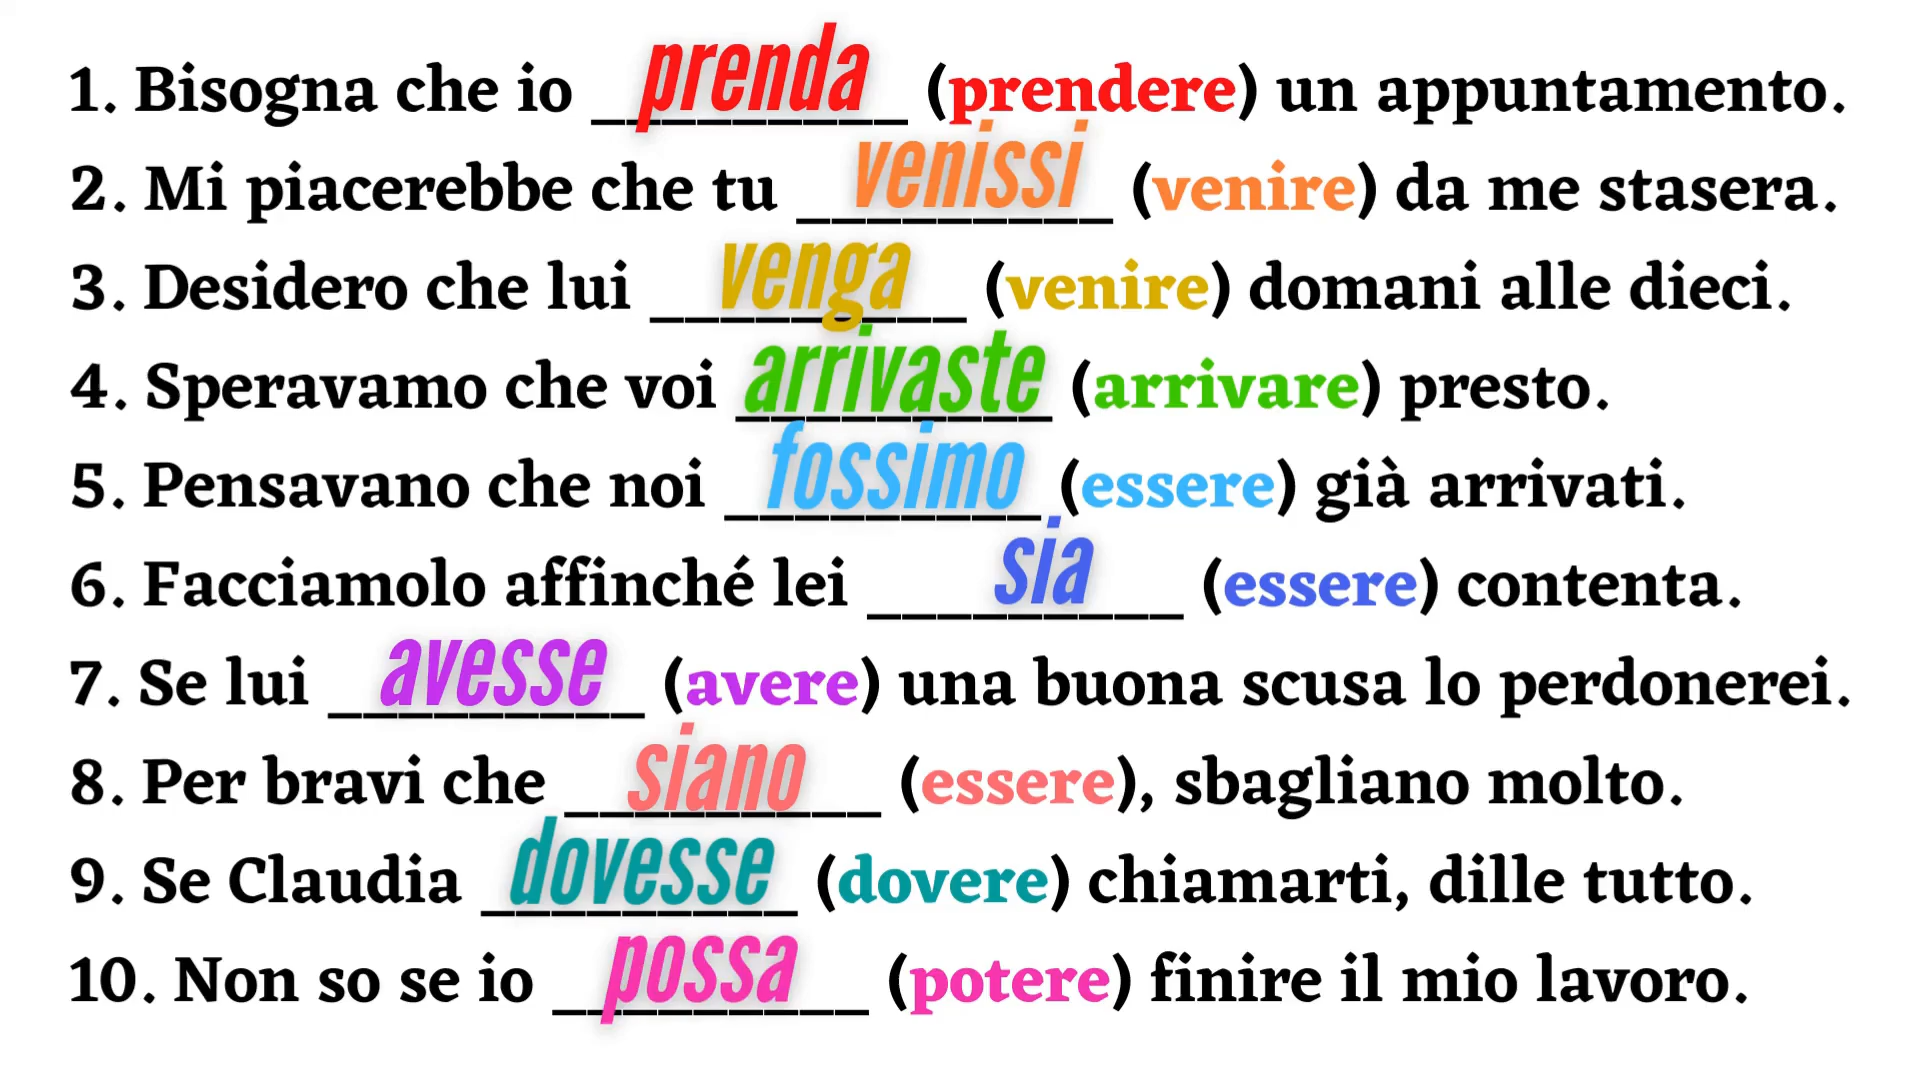 1. Bisogna che io prenda (prendere) un appuntamento.
2. Mi piacerebbe che tu venissi (venire) da me stasera.
3. Desidero che lui venga (venire) domani alle dieci.
4. Speravamo che voi arrivaste (arrivare) presto.
5. Pensavano che noi fossimo (essere) già arrivati.
6. Facciamolo affinché lei sia (essere) contenta.
7. Se lui avesse (avere) una buona scusa lo perdonerei.
8. Per bravi che siano (essere), sbagliano molto.
9. Se Claudia dovesse (dovere) chiamarti, dille tutto.
10. Non so se io possa (potere) finire il mio lavoro.